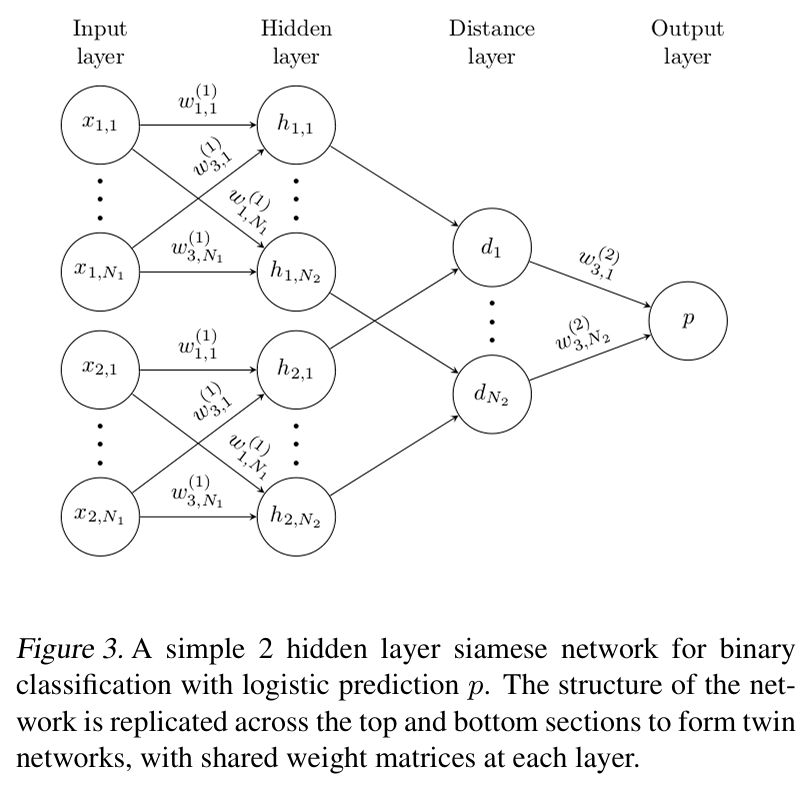 Input layer
Hidden layer
Distance layer
Output layer
x_{1,1}
w_{1,1}^{(1)}
h_{1,1}
w_{3,1}^{(1)}
w_{1,N_1}^{(1)}
x_{1,N_1}
w_{3,N_1}^{(1)}
h_{1,N_2}
d_1
w_{3,1}^{(2)}
p
x_{2,1}
w_{1,1}^{(1)}
h_{2,1}
w_{3,1}^{(1)}
w_{1,N_1}^{(1)}
d_{N_2}
w_{3,N_2}^{(2)}
x_{2,N_1}
w_{3,N_1}^{(1)}
h_{2,N_2}
Figure 3. A simple 2 hidden layer siamese network for binary
classification with logistic prediction p. The structure of the net-
work is replicated across the top and bottom sections to form twin
networks, with shared weight matrices at each layer.